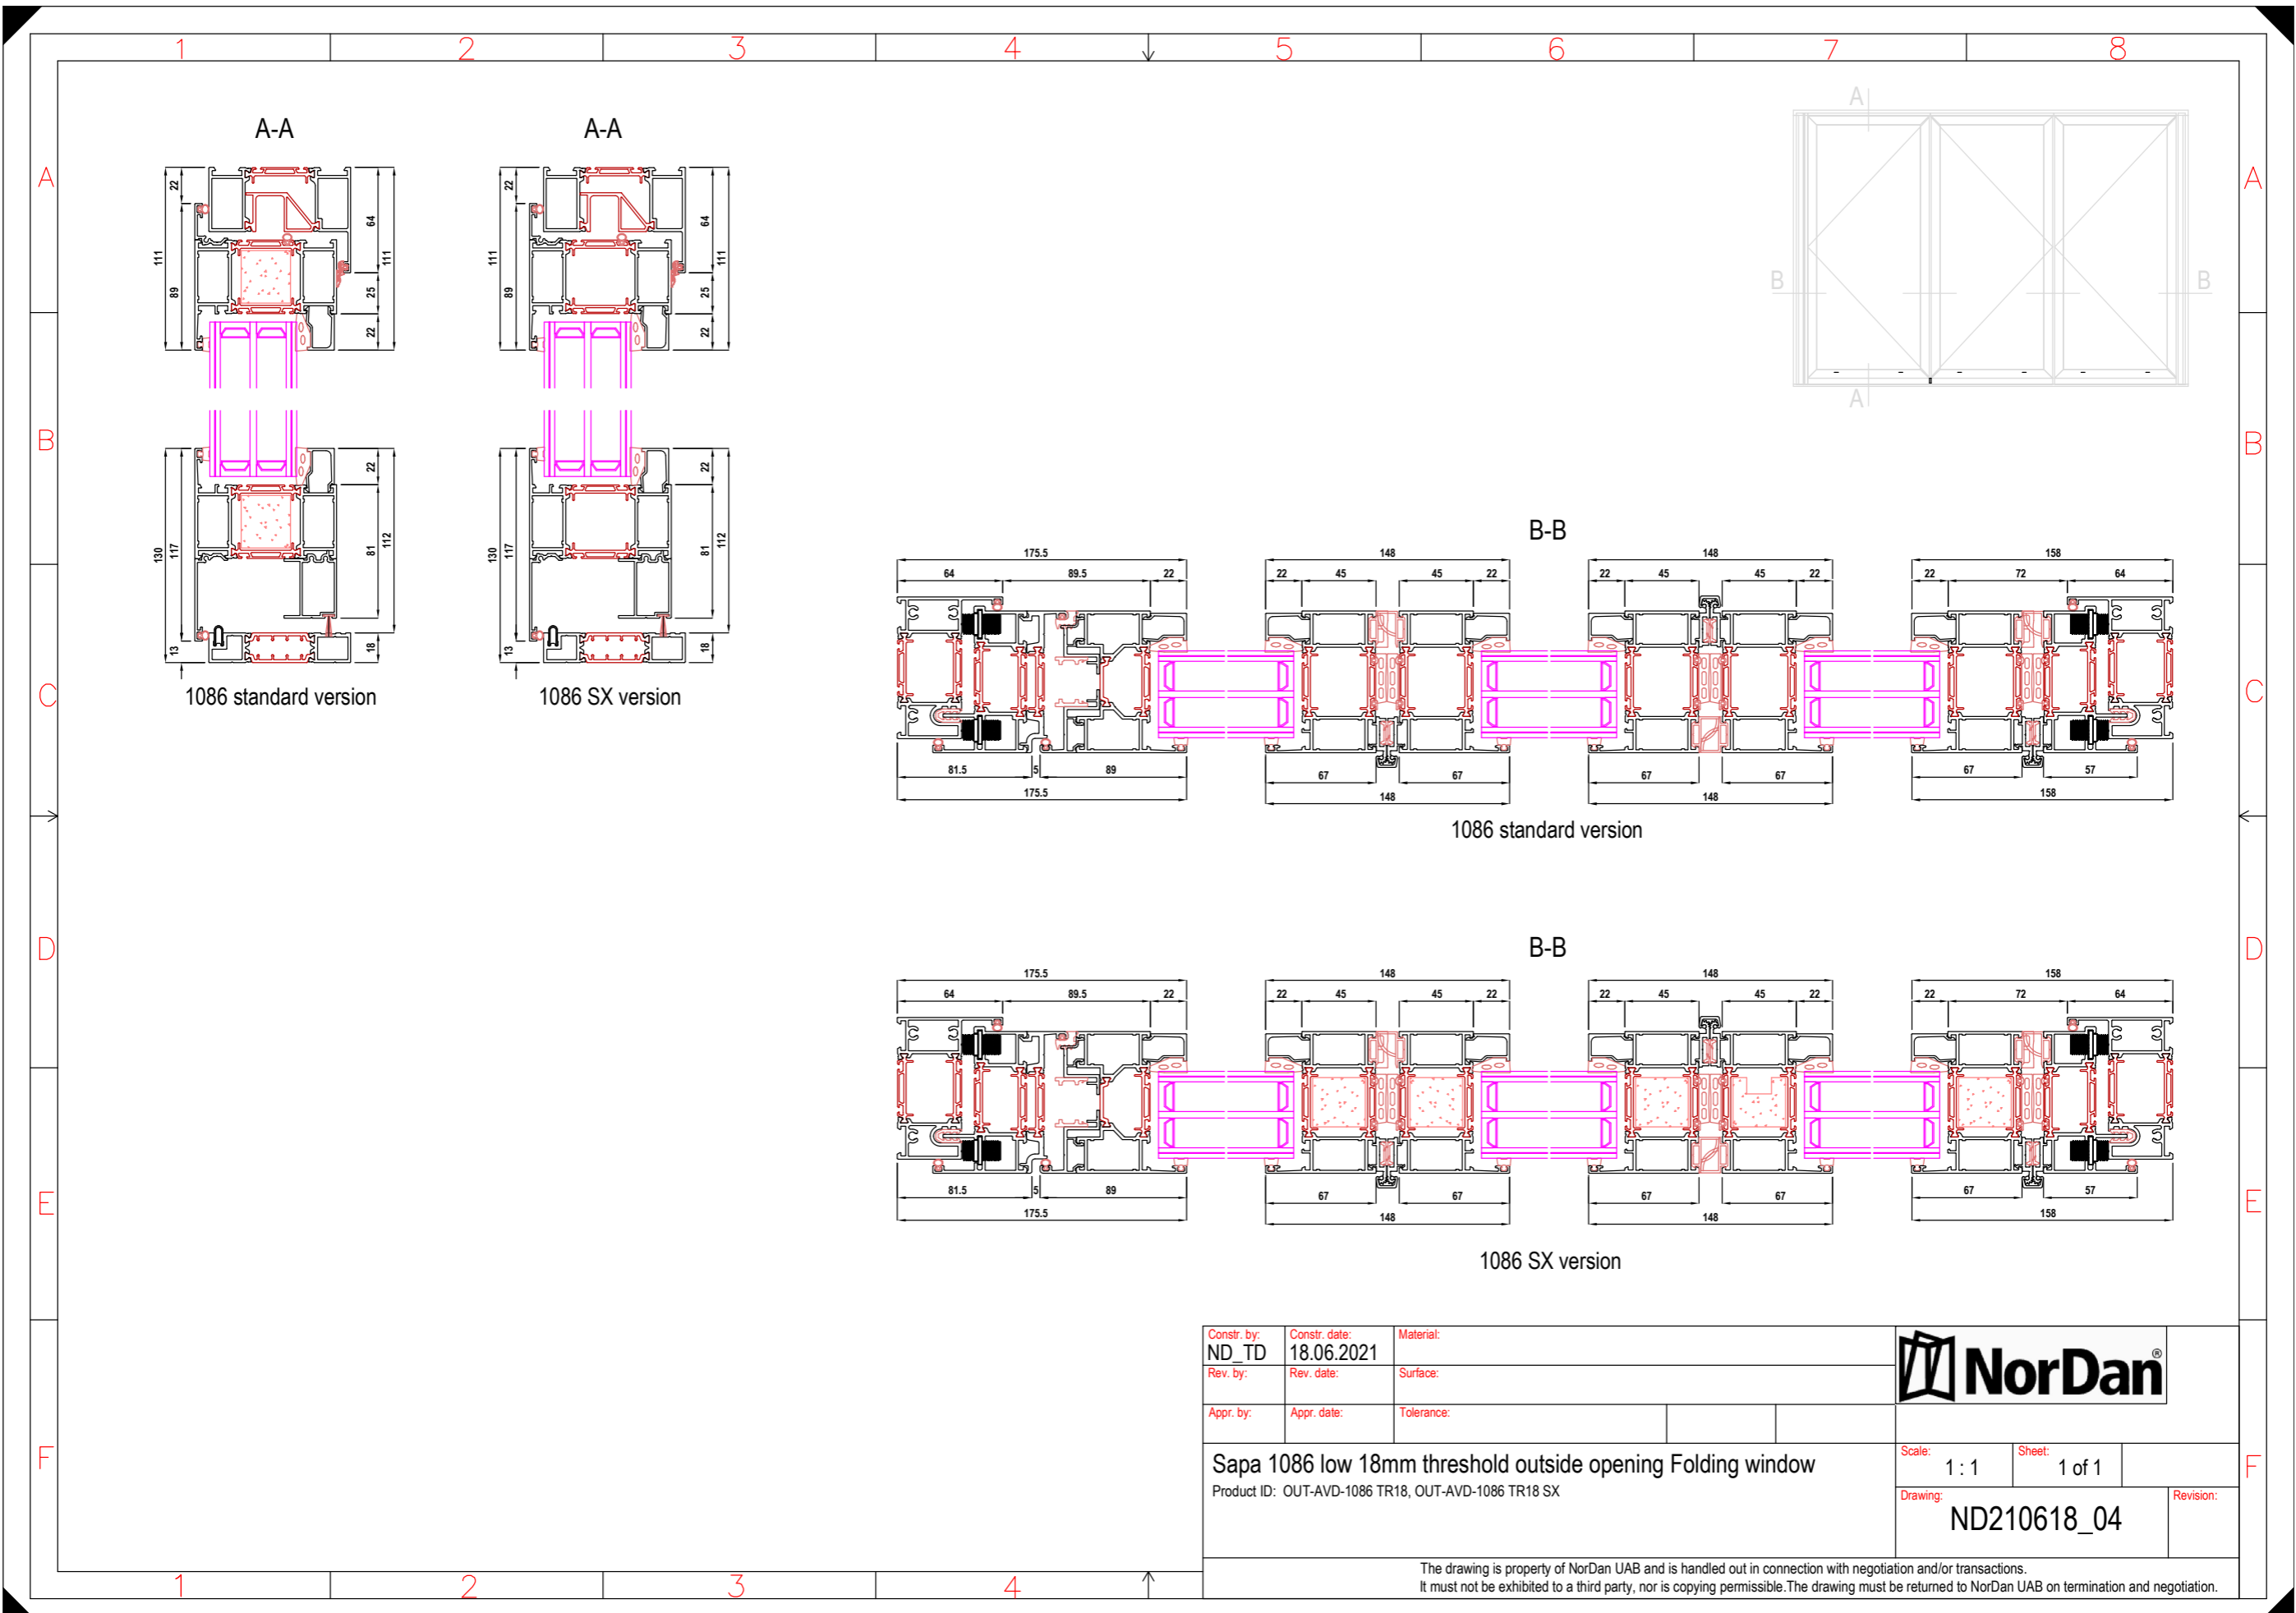 1 2 3 4 5 6 7 8
A-A
A-A
A
22
64
111
111
89
25
22
22
64
111
111
89
25
22
A
A
B
B
A
B
B
22
130
117
81
112
13
18
22
130
117
81
112
13
18
1086 standard version
1086 SX version
B-B
175.5 148 148 158
64 89.5 22 22 45 45 22 22 45 45 22 22 72 64
C
C
81.5 5 89 67 67 67 67 67 57
175.5 148 148 158
1086 standard version
D
D
B-B
175.5 148 148 158
64 89.5 22 22 45 45 22 22 45 45 22 22 72 64
E
E
81.5 5 89 67 67 67 67 67 57
175.5 148 148 158
1086 SX version
Constr. by: Constr. date: Material:
ND_TD 18.06.2021
NorDan®
Rev. by: Rev. date: Surface:
Appr. by: Appr. date: Tolerance:
F
F
Sapa 1086 low 18mm threshold outside opening Folding window
Product ID: OUT-AVD-1086 TR18, OUT-AVD-1086 TR18 SX
Scale: Sheet:
1 : 1 1 of 1
Drawing: Revision:
ND210618_04
The drawing is property of NorDan UAB and is handled out in connection with negotiation and/or transactions.
It must not be exhibited to a third party, nor is copying permissible.The drawing must be returned to NorDan UAB on termination and negotiation.
1 2 3 4